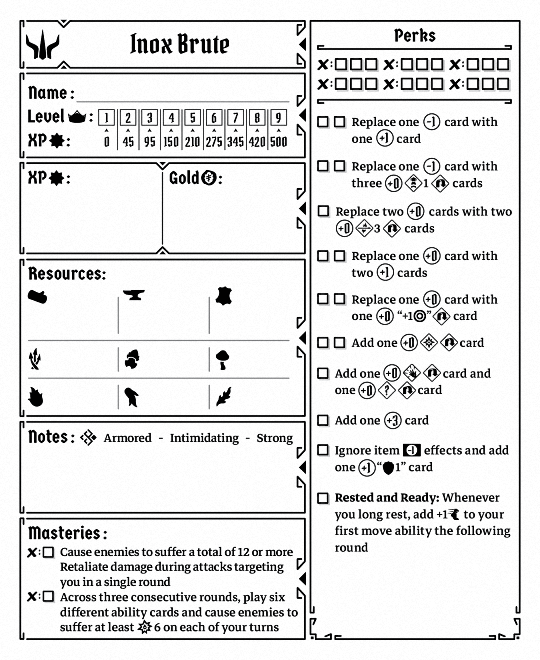 Inox Brute
Name:
Level : 1 2 3 4 5 6 7 8 9
XP : 0 45 95 150 210 275 345 420 500
XP : Gold :
Resources:
Notes: Armored - Intimidating - Strong
Masteries:
Cause enemies to suffer a total of 12 or more
Retaliate damage during attacks targeting
you in a single round
Across three consecutive rounds, play six
different ability cards and cause enemies to
suffer at least 6 on each of your turns
Perks
Replace one -1 card with
one +1 card
Replace one -1 card with
three +0 1 cards
Replace two +0 cards with two
+0 3 cards
Replace one +0 card with
two +1 cards
Replace one +0 card with
one +0 "+1" card
Add one +0 card
Add one +0 card and
one +0 ? card
Add one +3 card
Ignore item -1 effects and add
one +1 "1" card
Rested and Ready: Whenever
you long rest, add +1 to your
first move ability the following
round